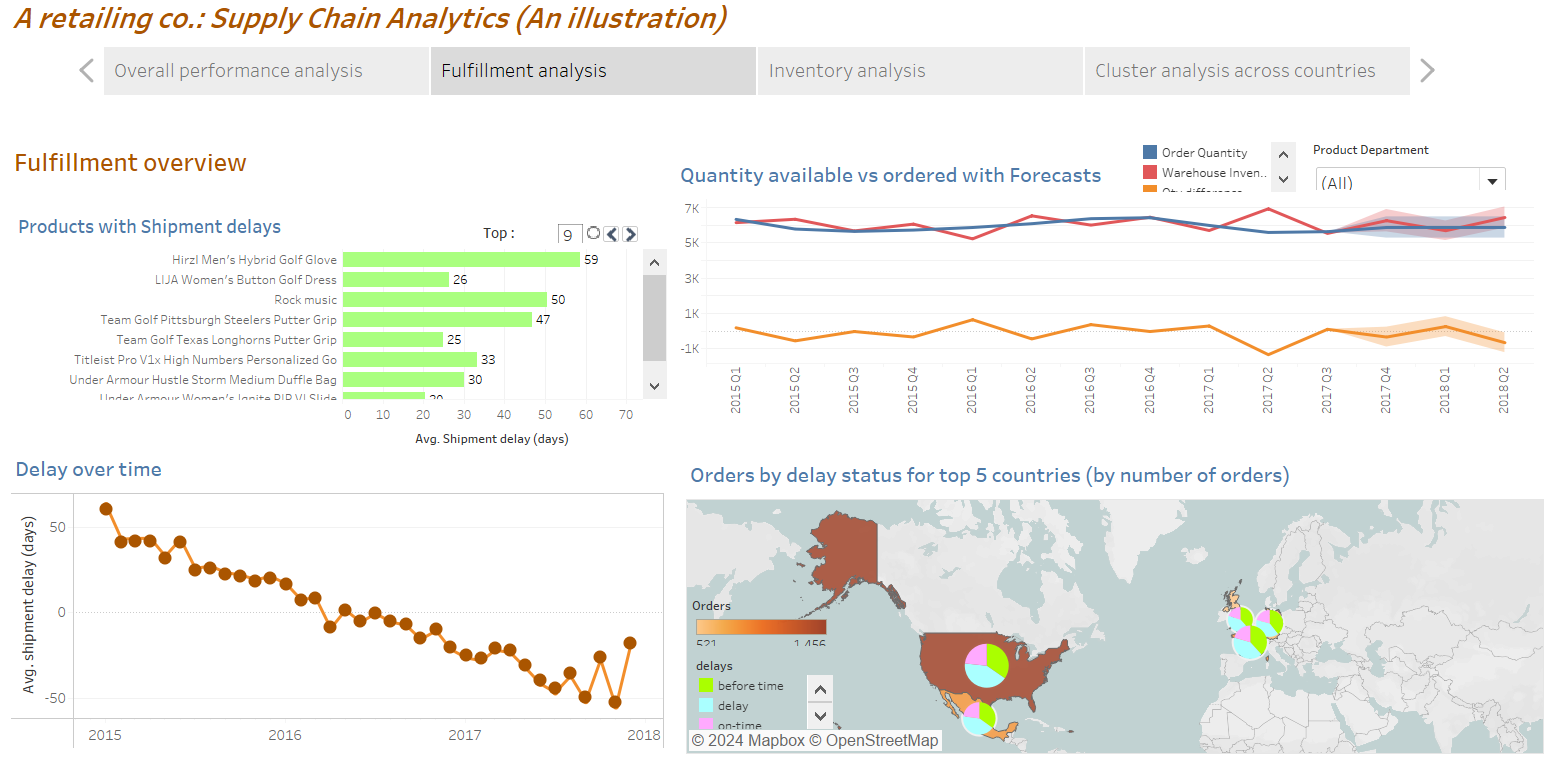 A retailing co.: Supply Chain Analytics (An illustration)
Overall performance analysis
Fulfillment analysis
Inventory analysis
Cluster analysis across countries
Fulfillment overview
Products with Shipment delays
Top :
9
Hirzl Men's Hybrid Golf Glove
59
LIJA Women's Button Golf Dress
26
Rock music
50
Team Golf Pittsburgh Steelers Putter Grip
47
Team Golf Texas Longhorns Putter Grip
25
Titleist Pro V1x High Numbers Personalized Go
33
Under Armour Hustle Storm Medium Duffle Bag
30
Under Armour Women's Ignite PIP VI Slide
20
0 10 20 30 40 50 60 70
Avg. Shipment delay (days)
Quantity available vs ordered with Forecasts
Order Quantity
Warehouse Inven..
Qty difference
Product Department
(All)
7K
5K
3K
1K
-1K
2015 Q1
2015 Q2
2015 Q3
2015 Q4
2016 Q1
2016 Q2
2016 Q3
2016 Q4
2017 Q1
2017 Q2
2017 Q3
2017 Q4
2018 Q1
2018 Q2
Delay over time
Avg. shipment delay (days)
50
0
-50
2015 2016 2017 2018
Orders by delay status for top 5 countries (by number of orders)
Orders
521 1,456
delays
before time
delay
on-time
© 2024 Mapbox © OpenStreetMap